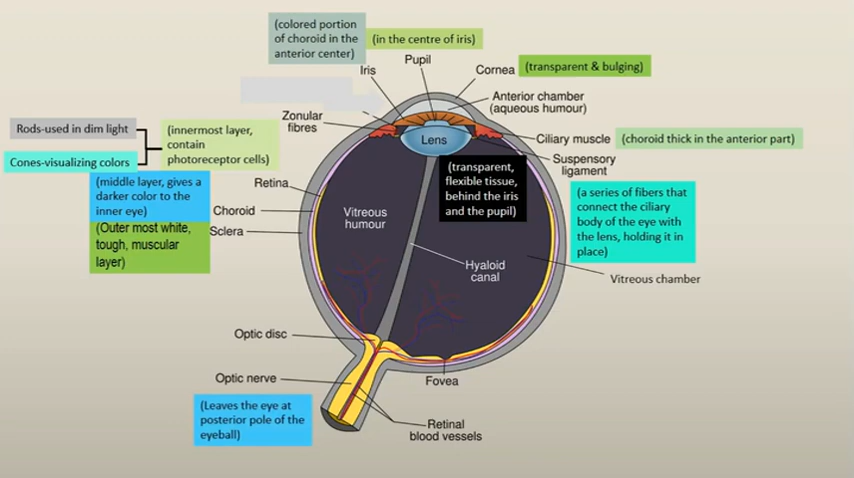 (colored portion
of choroid in the
anterior center)
(in the centre of iris)
Iris
Pupil
Cornea
(transparent & bulging)
Anterior chamber
(aqueous humour)
Zonular
fibres
Rods-used in dim light
Cones-visualizing colors
(innermost layer,
contain
photoreceptor cells)
Lens
Ciliary muscle
(choroid thick in the anterior part)
Suspensory
ligament
(transparent,
flexible tissue,
behind the iris
and the pupil)
(middle layer, gives a
darker color to the
inner eye)
Retina
Choroid
(Outer most white,
tough, muscular
layer)
Sclera
Vitreous
humour
(a series of fibers that
connect the ciliary
body of the eye with
the lens, holding it in
place)
Hyaloid
canal
Vitreous chamber
Optic disc
Optic nerve
Fovea
(Leaves the eye at
posterior pole of the
eyeball)
Retinal
blood vessels